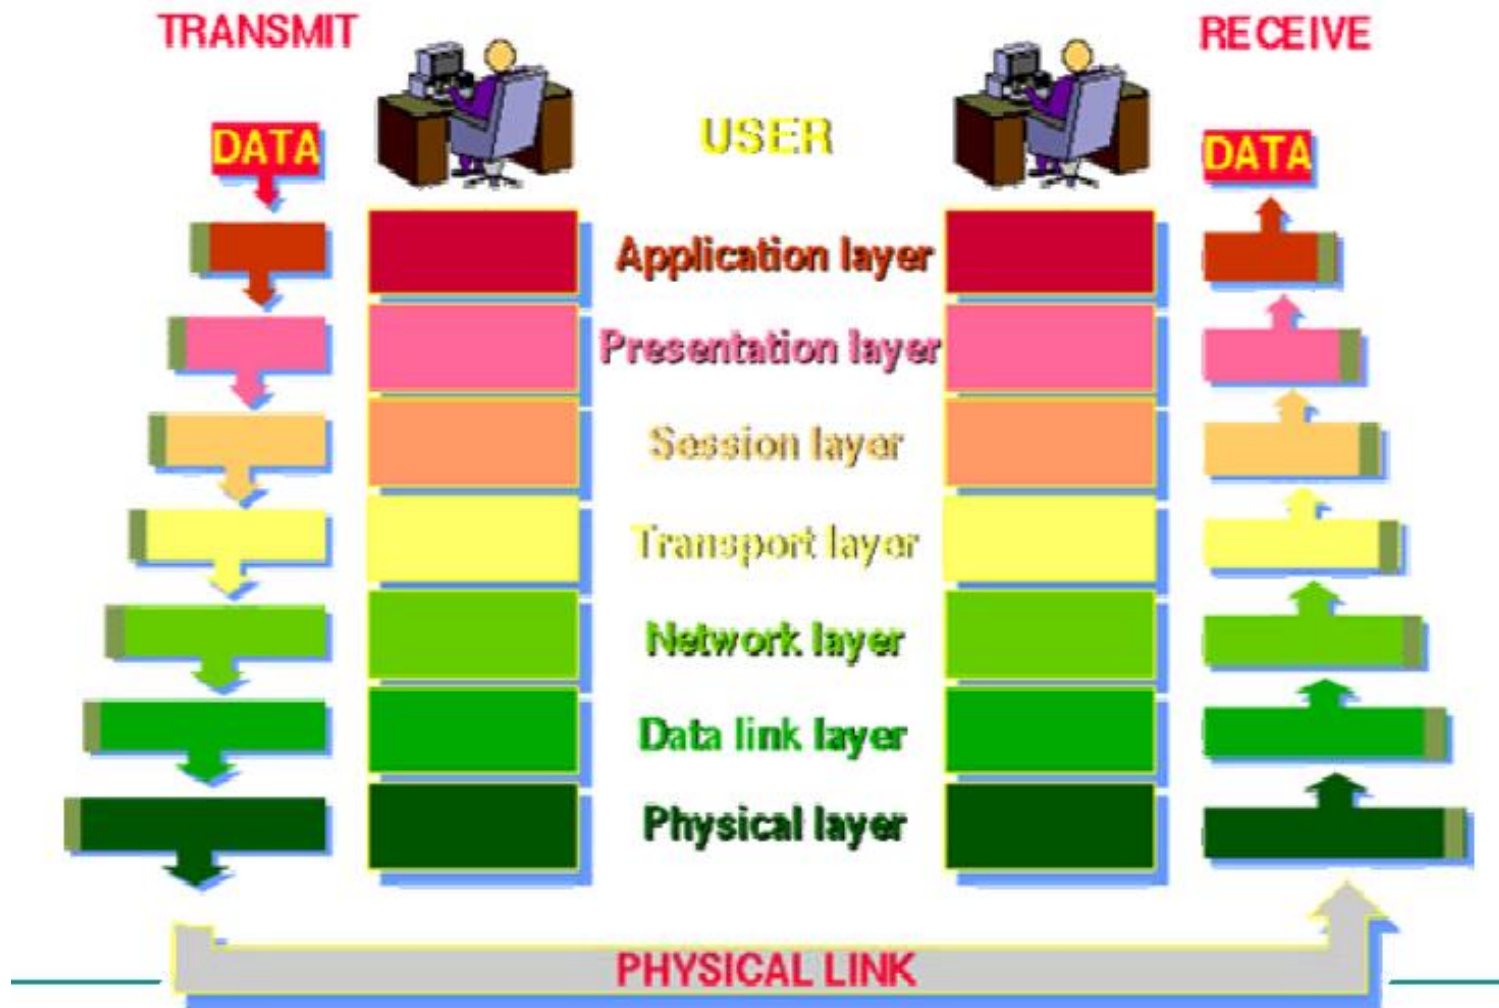 TRANSMIT
RECEIVE
DATA
USER
DATA
Application layer
Presentation layer
Session layer
Transport layer
Network layer
Data link layer
Physical layer
PHYSICAL LINK